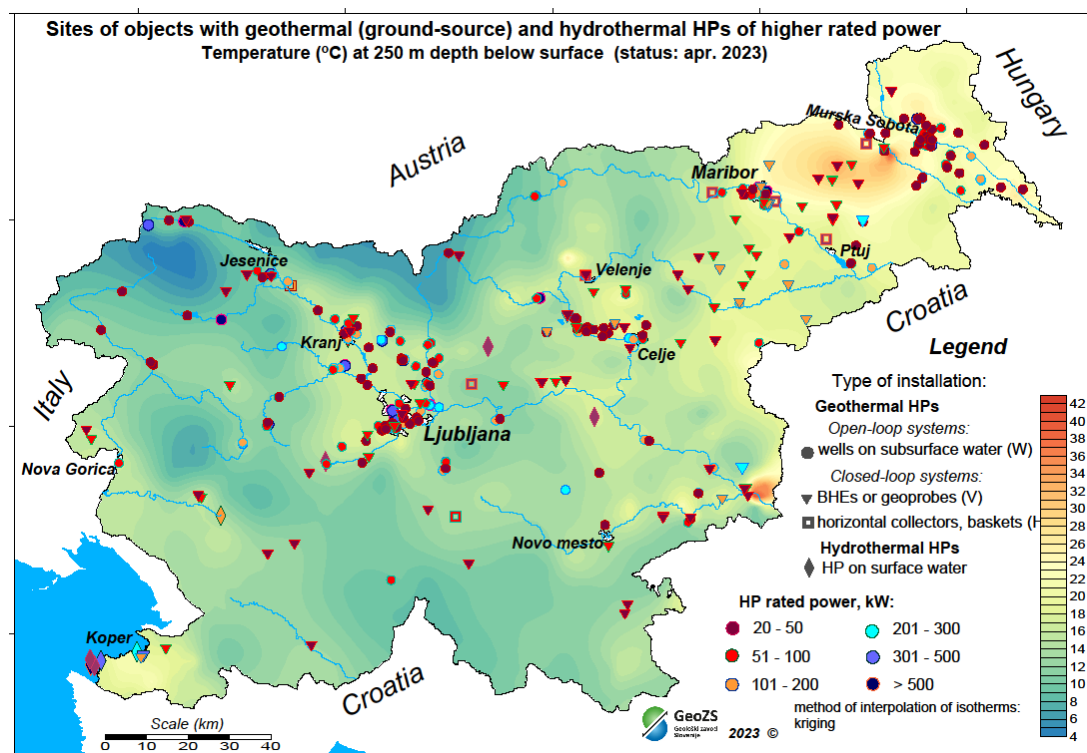 Sites of objects with geothermal (ground-source) and hydrothermal HPs of higher rated power
Temperature (°C) at 250 m depth below surface (status: apr. 2023)
Hungary
Murska Sobota
Austria
Maribor
Jesenice
Velenje
Ptuj
Croatia
Kranj
Celje
Italy
Ljubljana
Nova Gorica
Novo mesto
Koper
Croatia
Legend
Type of installation:
Geothermal HPs
Open-loop systems:
wells on subsurface water (W)
Closed-loop systems:
BHEs or geoprobes (V)
horizontal collectors, baskets (H
Hydrothermal HPs
HP on surface water
HP rated power, kW:
20 - 50
51 - 100
101 - 200
201 - 300
301 - 500
> 500
method of interpolation of isotherms:
kriging
42
40
38
36
34
32
30
28
26
24
22
20
18
16
14
12
10
8
6
4
Scale (km)
0 10 20 30 40
GeoZS
Geološki zavod
Slovenije
2023 ©